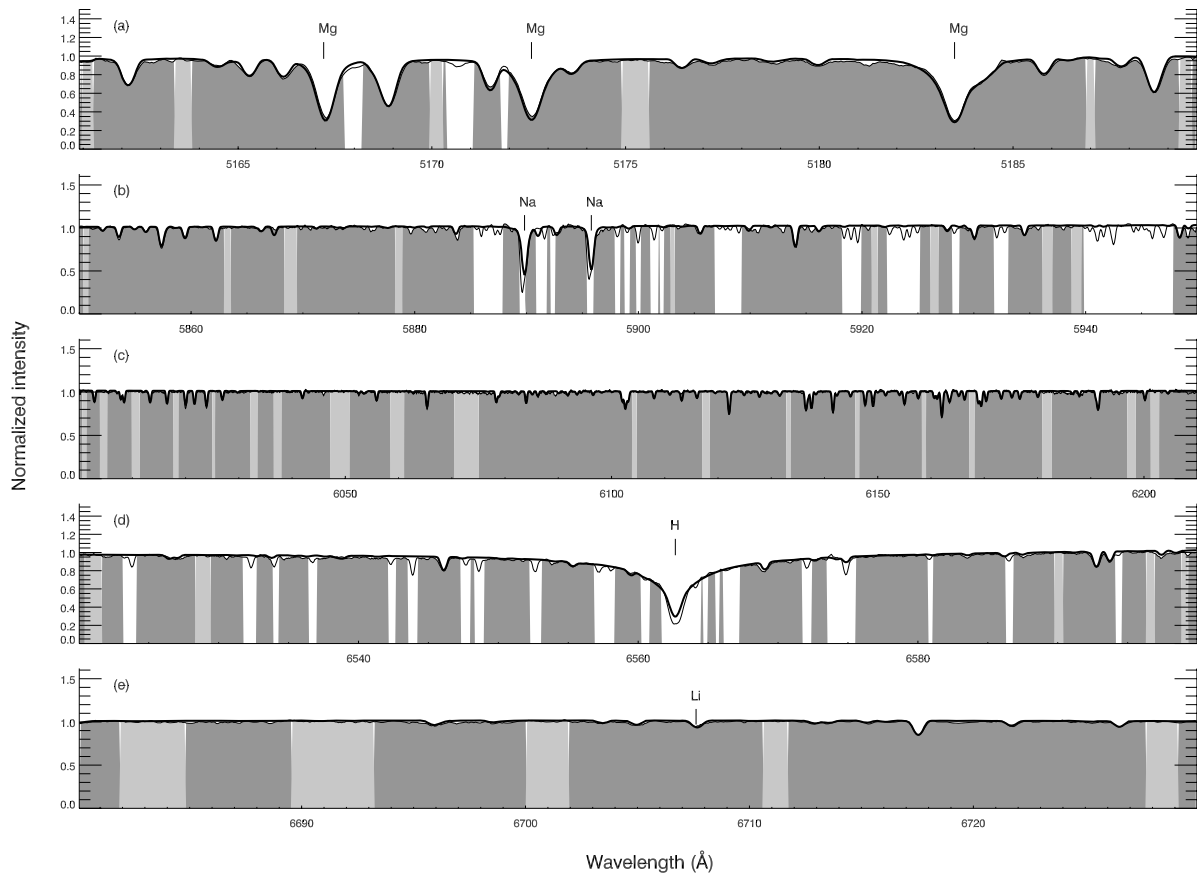 Normalized intensity
(a)
Mg Mg Mg
1.4
1.2
1.0
0.8
0.6
0.4
0.2
0.0
5165 5170 5175 5180 5185
(b)
Na Na
1.5
1.0
0.5
0.0
5860 5880 5900 5920 5940
(c)
1.5
1.0
0.5
0.0
6050 6100 6150 6200
(d)
H
1.4
1.2
1.0
0.8
0.6
0.4
0.2
0.0
6540 6560 6580
(e)
Li
1.5
1.0
0.5
0.0
6690 6700 6710 6720
Wavelength (Å)